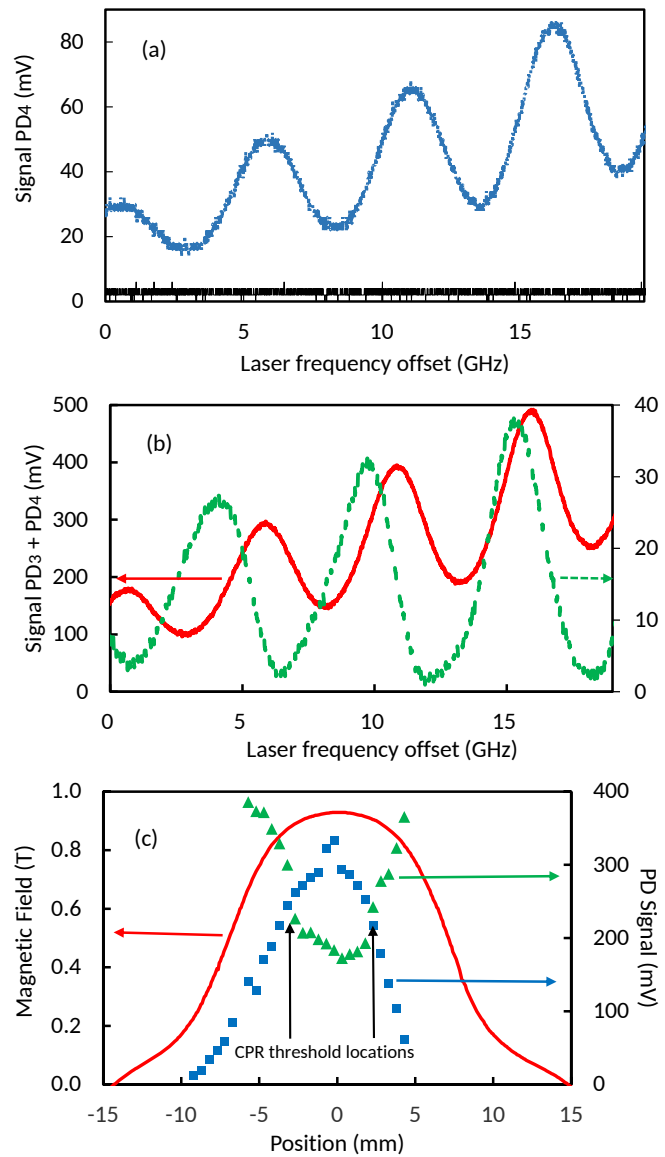 (a)
Signal PD4 (mV)
80
60
40
20
0
0 5 10 15
Laser frequency offset (GHz)
(b)
Signal PD3 + PD4 (mV)
500
400
300
200
100
0
40
30
20
10
0
0 5 10 15
Laser frequency offset (GHz)
(c)
Magnetic Field (T)
1.0
0.8
0.6
0.4
0.2
0.0
400
300
200
100
0
PD Signal (mV)
CPR threshold locations
-15 -10 -5 0 5 10 15
Position (mm)